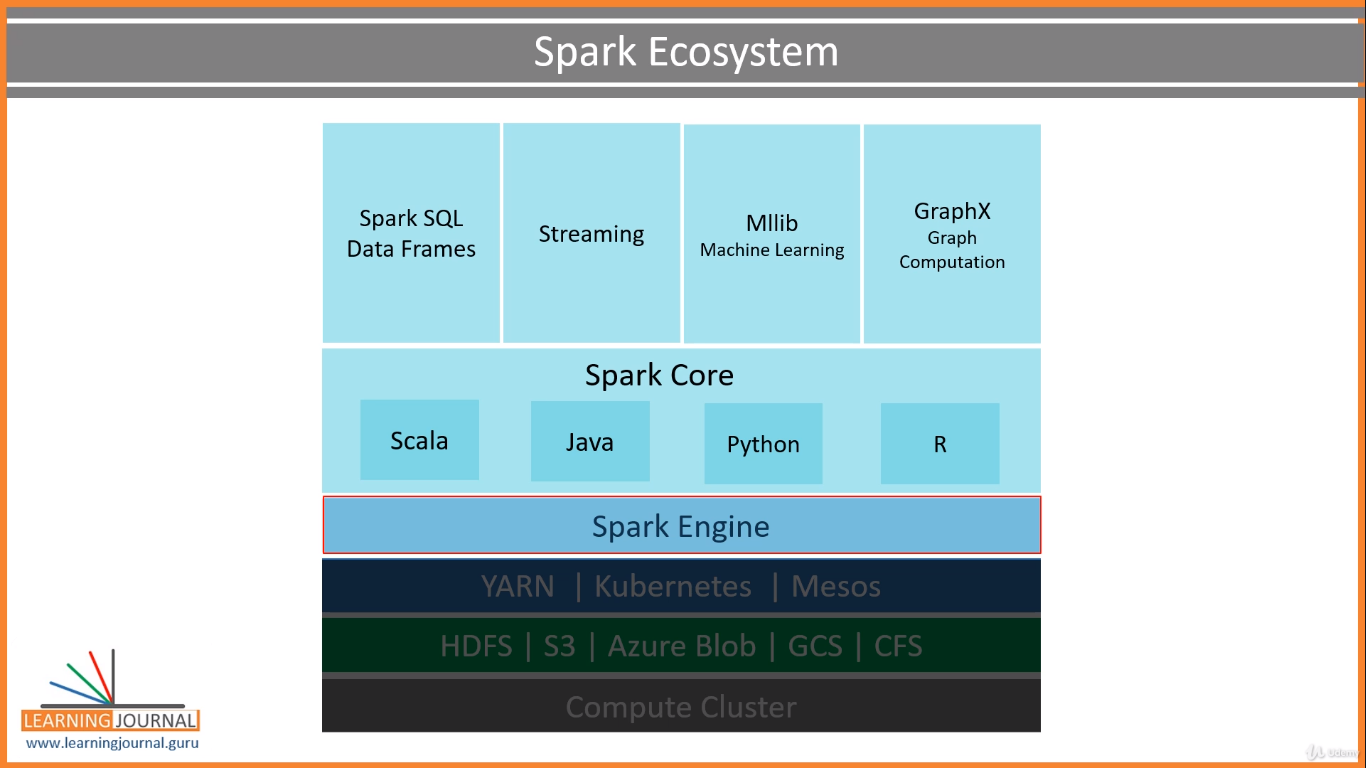 Spark Ecosystem
Spark SQL
Data Frames
Streaming
Mllib
Machine Learning
GraphX
Graph
Computation
Spark Core
Scala
Java
Python
R
Spark Engine
YARN | Kubernetes | Mesos
HDFS | S3 | Azure Blob | GCS | CFS
Compute Cluster
LEARNING JOURNAL
www.learningjournal.guru
Udemy